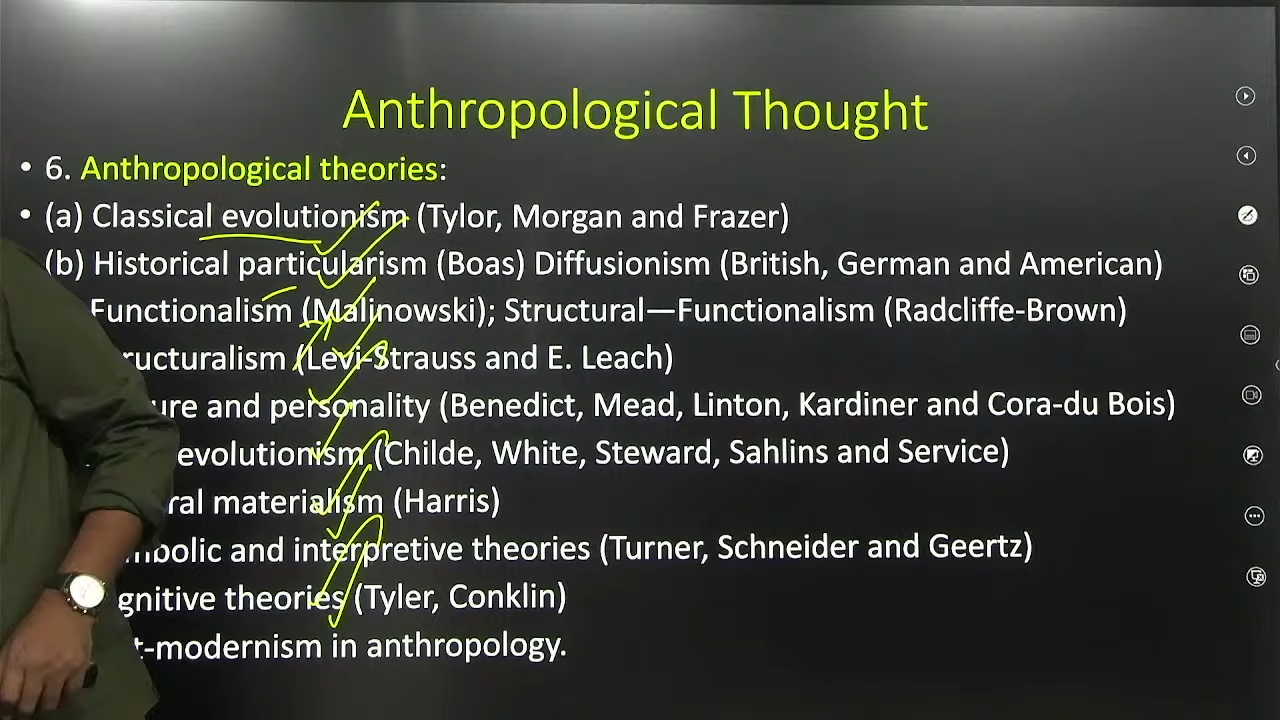 Anthropological Thought
• 6. Anthropological theories:
• (a) Classical evolutionism (Tylor, Morgan and Frazer)
(b) Historical particularism (Boas) Diffusionism (British, German and American)
Functionalism (Malinowski); Structural—Functionalism (Radcliffe-Brown)
ructuralism (Levi-Strauss and E. Leach)
ure and personality (Benedict, Mead, Linton, Kardiner and Cora-du Bois)
evolutionism (Childe, White, Steward, Sahlins and Service)
ral materialism (Harris)
mbolic and interpretive theories (Turner, Schneider and Geertz)
gnitive theories (Tyler, Conklin)
t-modernism in anthropology.